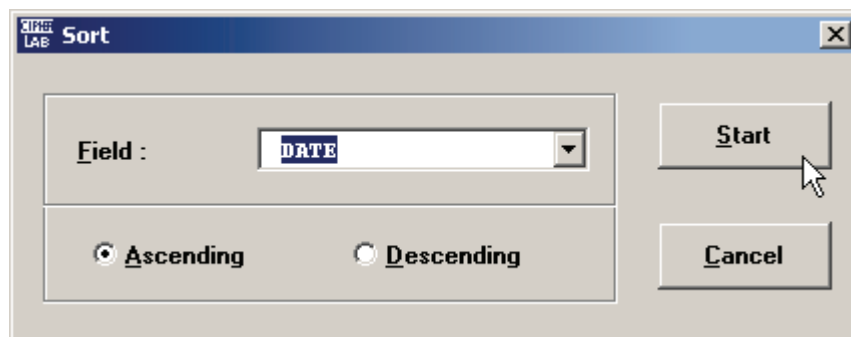 CIPHER LAB Sort
Field :
DATE
Start
Ascending
Descending
Cancel